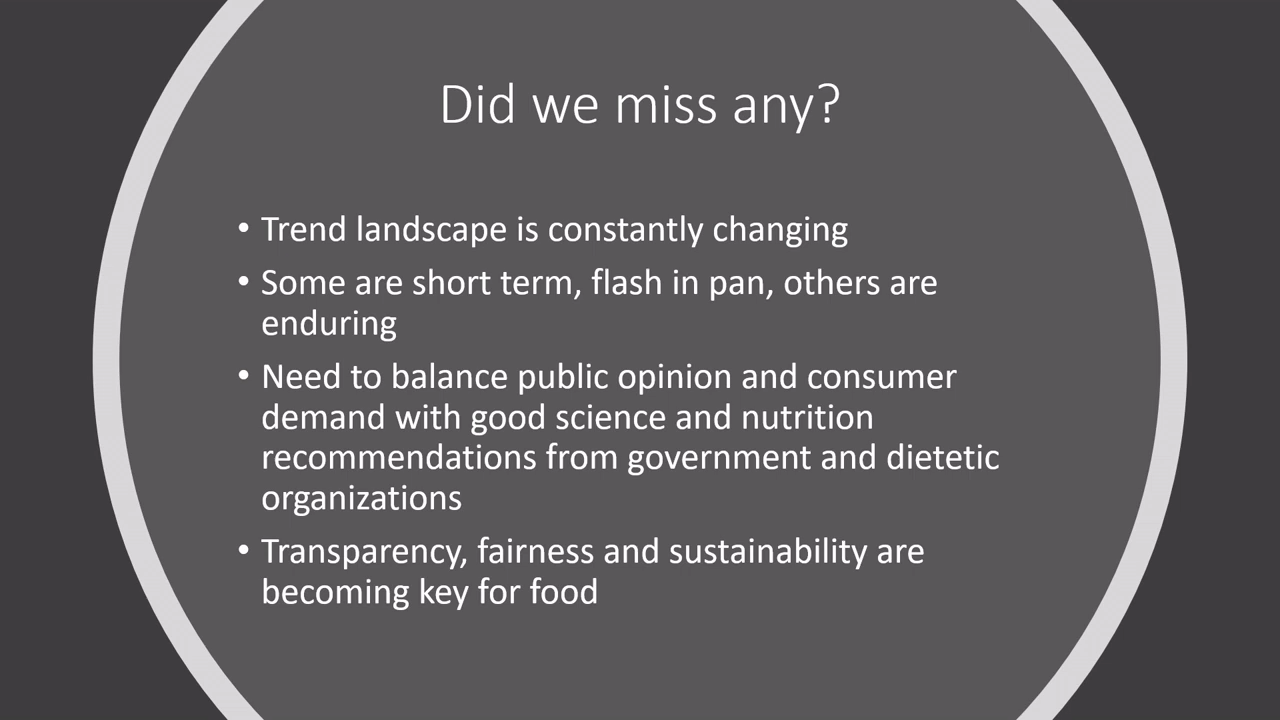 Did we miss any?
• Trend landscape is constantly changing
• Some are short term, flash in pan, others are
enduring
• Need to balance public opinion and consumer
demand with good science and nutrition
recommendations from government and dietetic
organizations
• Transparency, fairness and sustainability are
becoming key for food